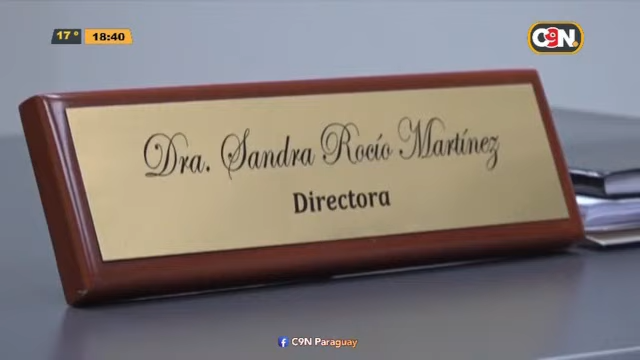 17° 18:40
C9N
Dra. Sandra Rocío Martínez
Directora
C9N Paraguay